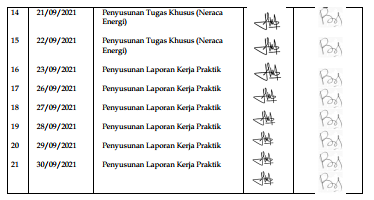 14 21/09/2021 Penyusunan Tugas Khusus (Neraca
Energi)
15 22/09/2021 Penyusunan Tugas Khusus (Neraca
Energi)
16 23/09/2021 Penyusunan Laporan Kerja Praktik
17 26/09/2021 Penyusunan Laporan Kerja Praktik
18 27/09/2021 Penyusunan Laporan Kerja Praktik
19 28/09/2021 Penyusunan Laporan Kerja Praktik
20 29/09/2021 Penyusunan Laporan Kerja Praktik
21 30/09/2021 Penyusunan Laporan Kerja Praktik